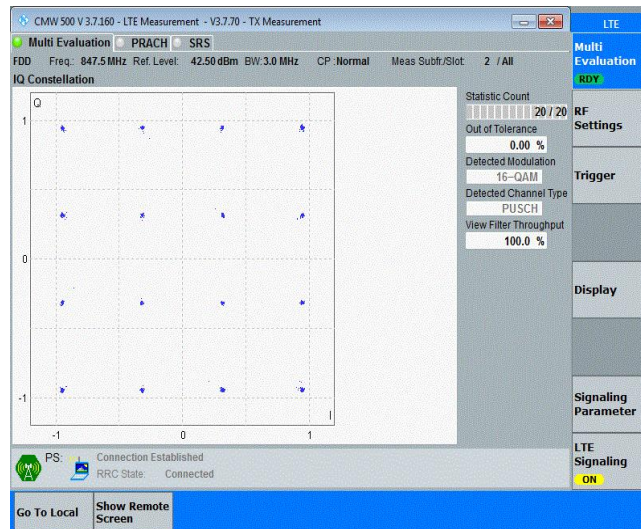 CMW 500 V 3.7.160 - LTE Measurement - V3.7.70 - TX Measurement
LTE
Multi Evaluation PRACH SRS
FDD Freq.: 847.5 MHz Ref. Level: 42.50 dBm BW: 3.0 MHz CP : Normal Meas Subfr./Slot: 2 / All
IQ Constellation
Q
1
0
-1
I
-1 0 1
Statistic Count
20 / 20
Out of Tolerance
0.00 %
Detected Modulation
16-QAM
Detected Channel Type
PUSCH
View Filter Throughput
100.0 %
Multi
Evaluation
RDY
RF
Settings
Trigger
Display
Signaling
Parameter
LTE
Signaling
ON
PS: Connection Established
RRC State: Connected
Go To Local
Show Remote
Screen